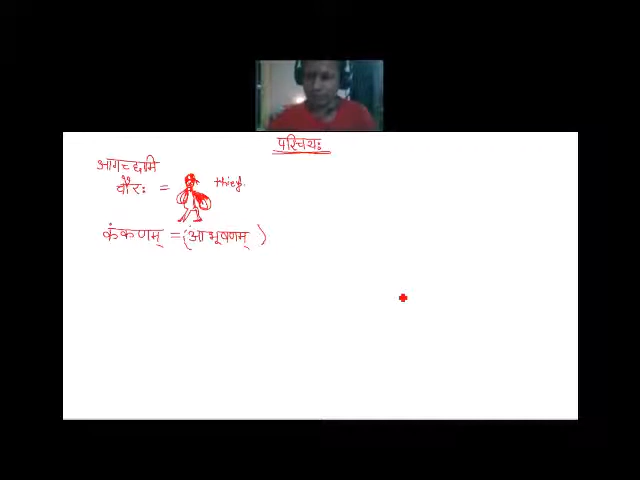 परिचयः
आगच्छामि
चौरः = thief.
कंकणम् = (आभूषणम्)